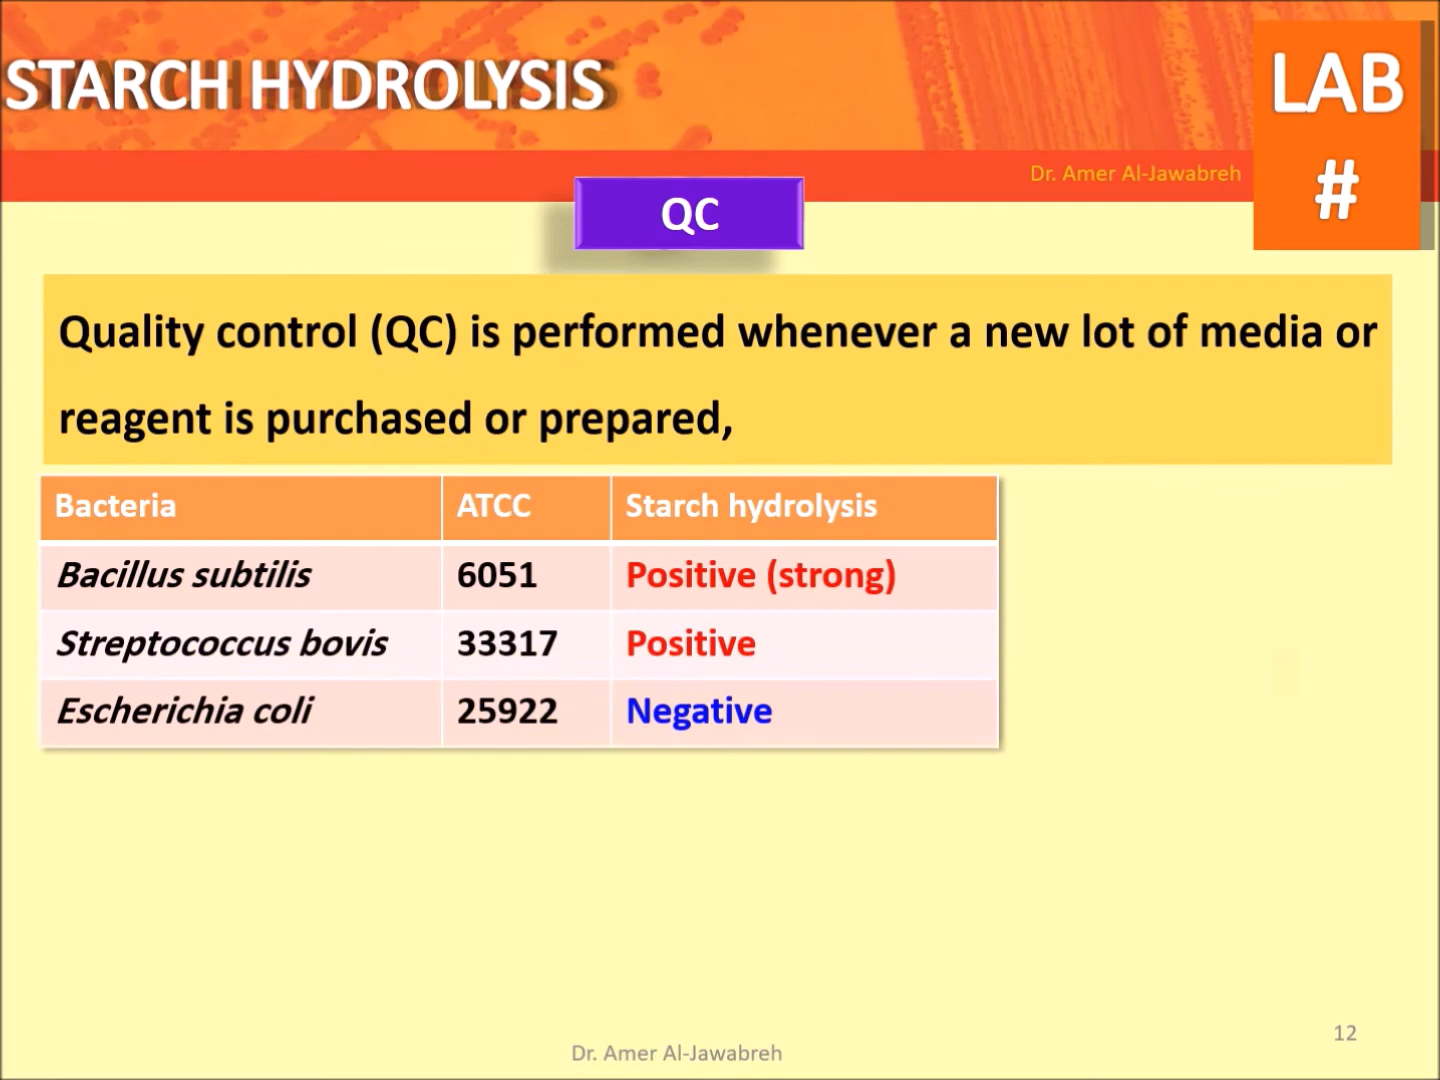 STARCH HYDROLYSIS
LAB
#
Dr. Amer Al-Jawabreh
QC
Quality control (QC) is performed whenever a new lot of media or
reagent is purchased or prepared,
Bacteria ATCC Starch hydrolysis
Bacillus subtilis 6051 Positive (strong)
Streptococcus bovis 33317 Positive
Escherichia coli 25922 Negative
12
Dr. Amer Al-Jawabreh